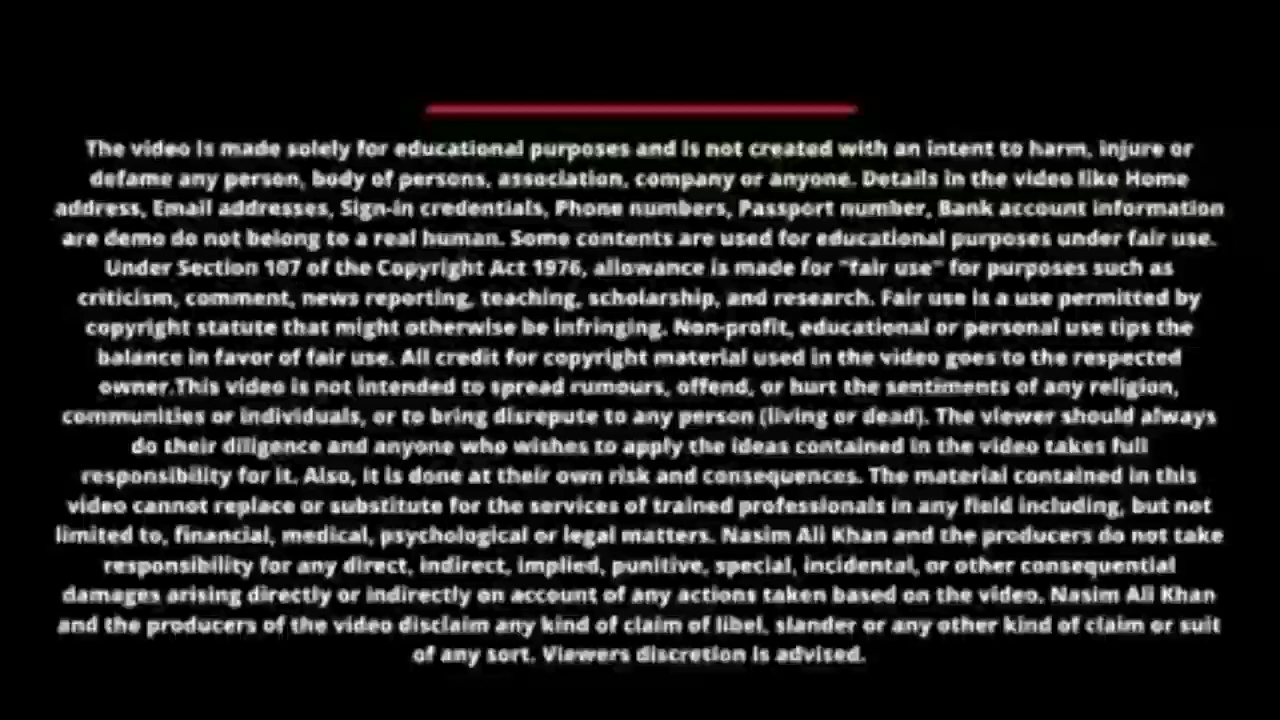 The video is made solely for educational purposes and is not created with an intent to harm, injure or
defame any person, body of persons, association, company or anyone. Details in the video like Home
address, Email addresses, Sign-in credentials, Phone numbers, Passport number, Bank account information
are demo do not belong to a real human. Some contents are used for educational purposes under fair use.
Under Section 107 of the Copyright Act 1976, allowance is made for "fair use" for purposes such as
criticism, comment, news reporting, teaching, scholarship, and research. Fair use is a use permitted by
copyright statute that might otherwise be infringing. Non-profit, educational or personal use tips the
balance in favor of fair use. All credit for copyright material used in the video goes to the respected
owner.This video is not intended to spread rumours, offend, or hurt the sentiments of any religion,
communities or individuals, or to bring disrepute to any person (living or dead). The viewer should always
do their diligence and anyone who wishes to apply the ideas contained in the video takes full
responsibility for it. Also, it is done at their own risk and consequences. The material contained in this
video cannot replace or substitute for the services of trained professionals in any field including, but not
limited to, financial, medical, psychological or legal matters. Nasim Ali Khan and the producers do not take
responsibility for any direct, indirect, implied, punitive, special, incidental, or other consequential
damages arising directly or indirectly on account of any actions taken based on the video. Nasim Ali Khan
and the producers of the video disclaim any kind of claim of libel, slander or any other kind of claim or suit
of any sort. Viewers discretion is advised.